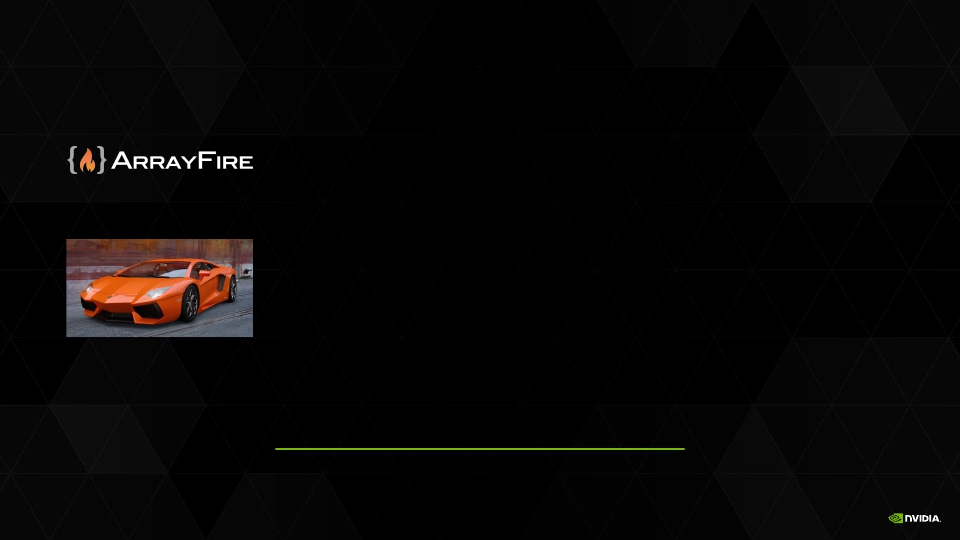 { } ARRAYFIRE
NVIDIA.